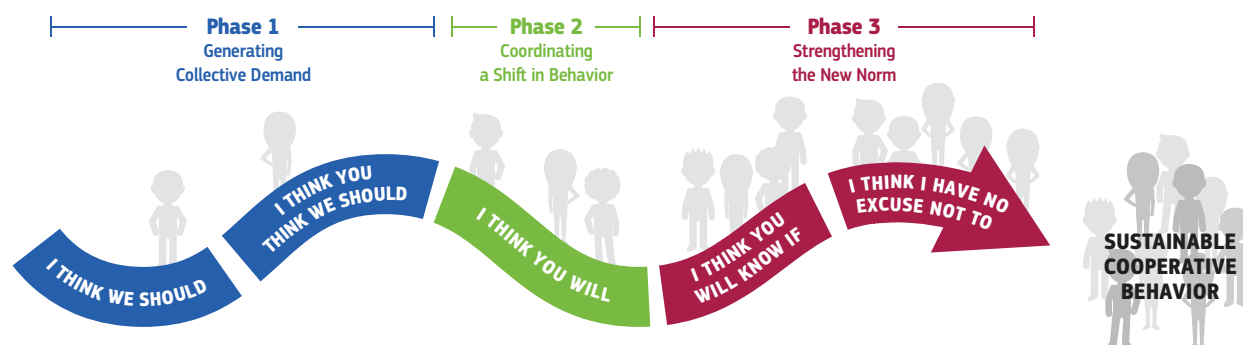 Phase 1
Generating
Collective Demand
Phase 2
Coordinating
a Shift in Behavior
Phase 3
Strengthening
the New Norm
I THINK WE SHOULD
I THINK YOU
THINK WE SHOULD
I THINK YOU WILL
I THINK YOU
WILL KNOW IF
I THINK I HAVE NO
EXCUSE NOT TO
SUSTAINABLE
COOPERATIVE
BEHAVIOR